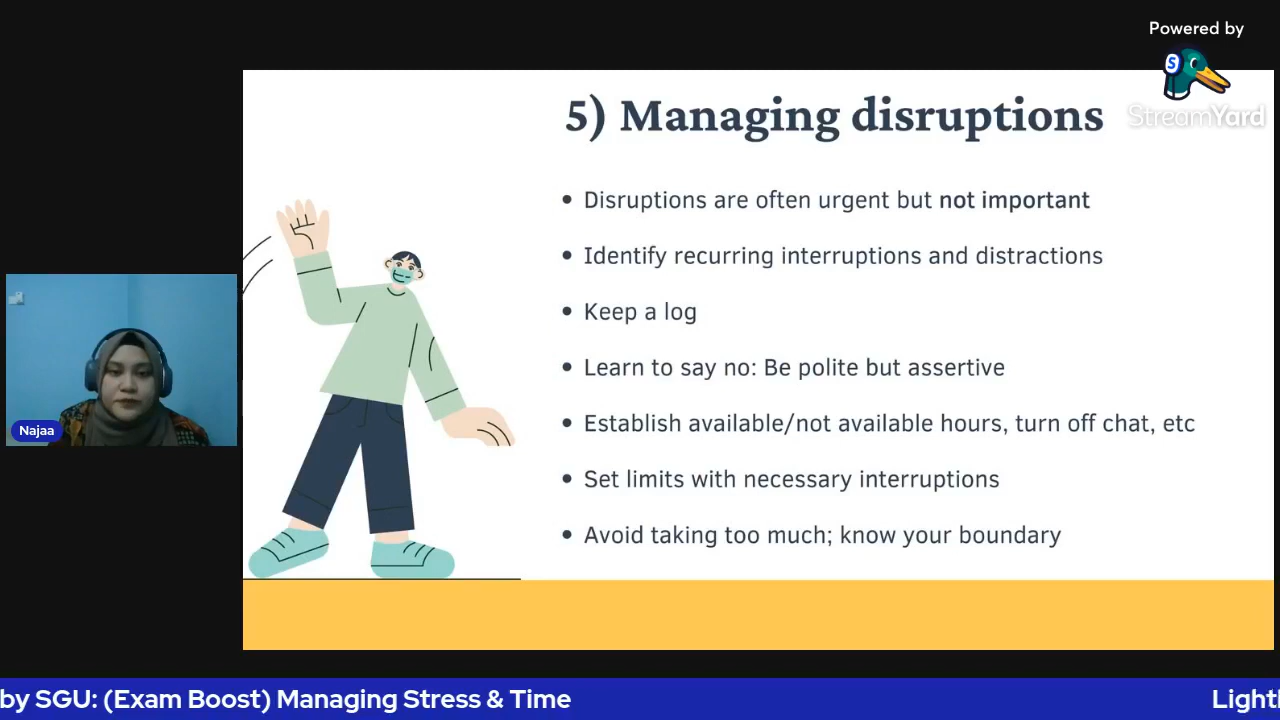 Powered by
StreamYard
5) Managing disruptions
• Disruptions are often urgent but not important
• Identify recurring interruptions and distractions
• Keep a log
• Learn to say no: Be polite but assertive
• Establish available/not available hours, turn off chat, etc
• Set limits with necessary interruptions
• Avoid taking too much; know your boundary
Najaa
by SGU: (Exam Boost) Managing Stress & Time